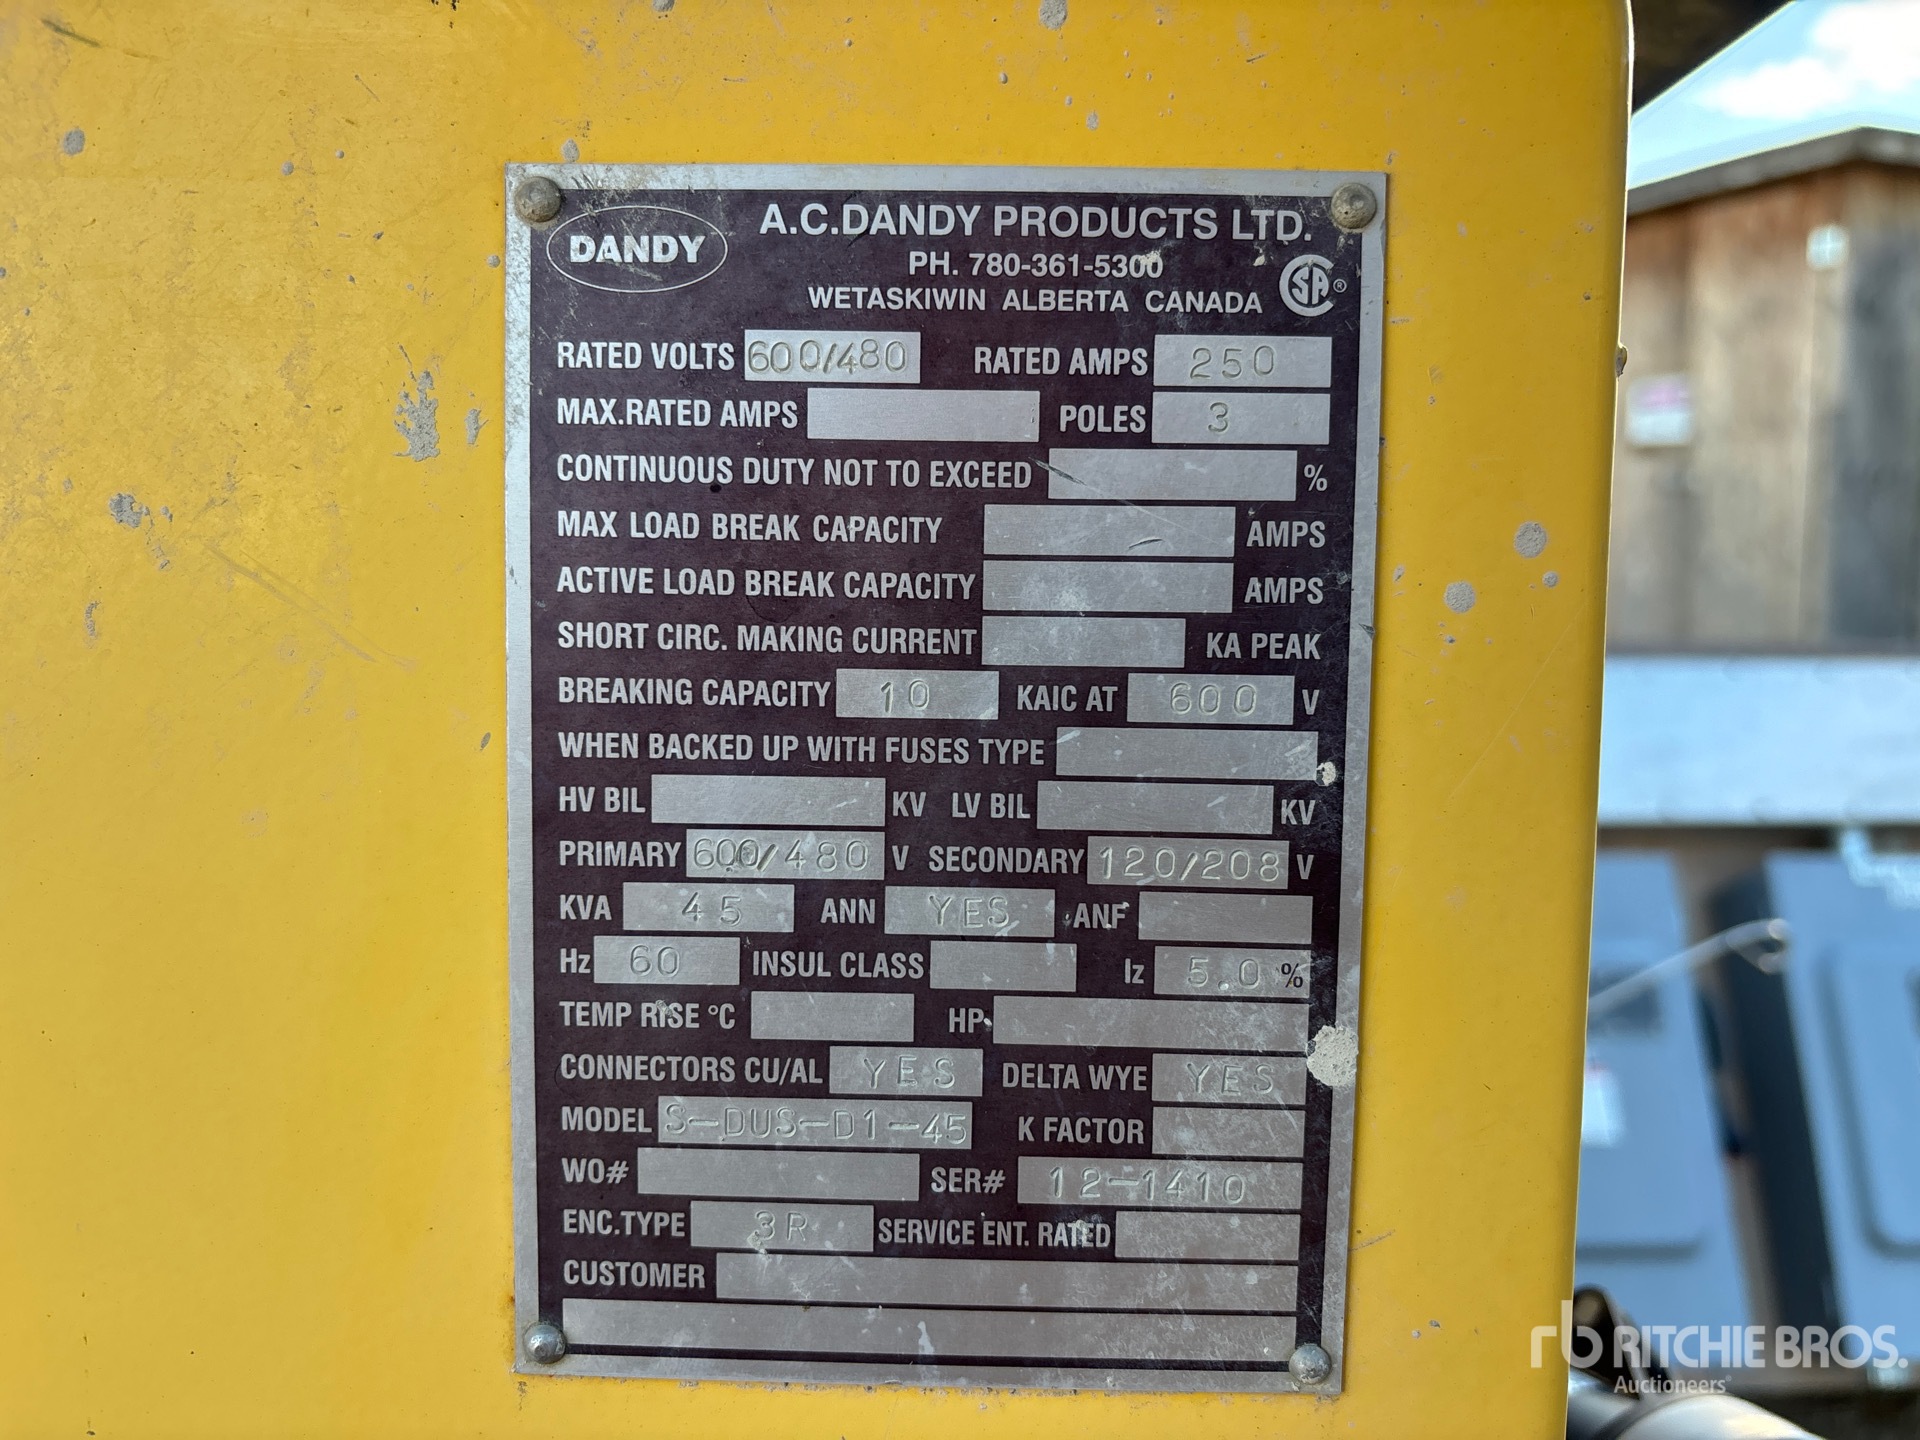 DANDY
A.C.DANDY PRODUCTS LTD.
PH. 780-361-5300
WETASKIWIN ALBERTA CANADA
CSA®
RATED VOLTS 600/480 RATED AMPS 250
MAX.RATED AMPS POLES 3
CONTINUOUS DUTY NOT TO EXCEED %
MAX LOAD BREAK CAPACITY AMPS
ACTIVE LOAD BREAK CAPACITY AMPS
SHORT CIRC. MAKING CURRENT KA PEAK
BREAKING CAPACITY 10 KAIC AT 600 V
WHEN BACKED UP WITH FUSES TYPE
HV BIL KV LV BIL KV
PRIMARY 600/480 V SECONDARY 120/208 V
KVA 45 ANN YES ANF
Hz 60 INSUL CLASS Iz 5.0 %
TEMP RISE °C HP
CONNECTORS CU/AL YES DELTA WYE YES
MODEL S-DUS-D1-45 K FACTOR
WO# SER# 12-1410
ENC.TYPE 3R SERVICE ENT. RATED
CUSTOMER
rb RITCHIE BROS.
Auctioneers